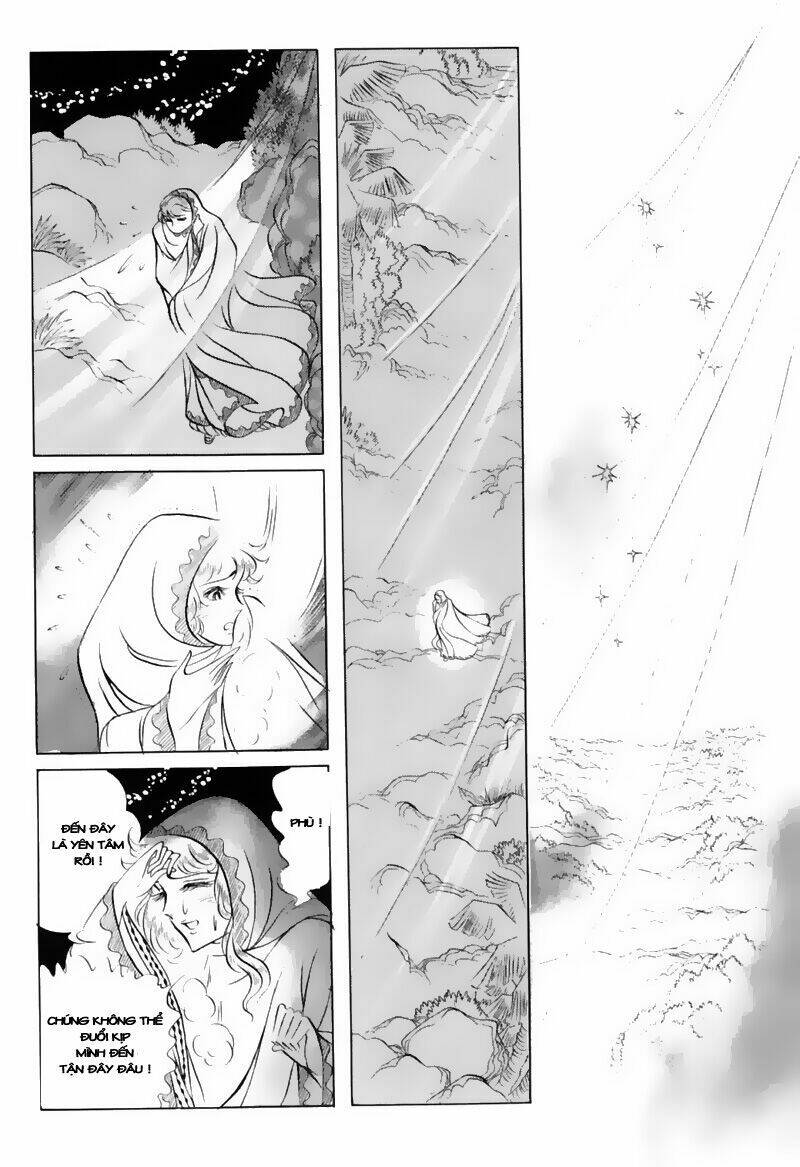 PHÙ !
ĐẾN ĐÂY
LÀ YÊN TÂM
RỒI !
CHÚNG KHÔNG THỂ
ĐUỔI KỊP
MÌNH ĐẾN
TẬN ĐÂY ĐÂU !